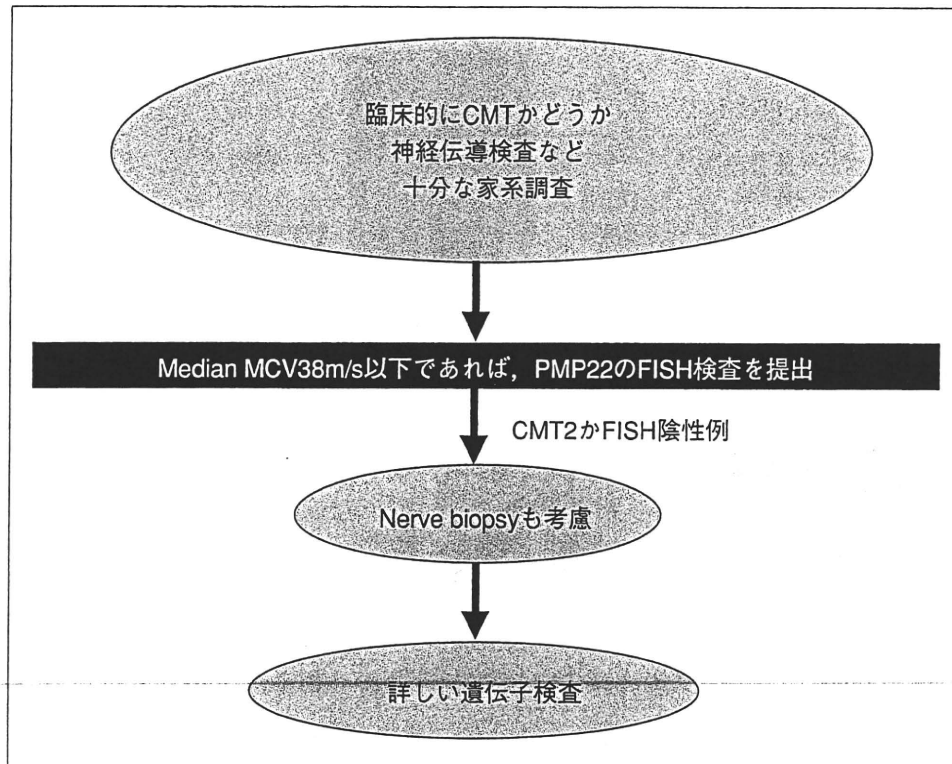 臨床的にCMTかどうか
神経伝導検査など
十分な家系調査
Median MCV38m/s以下であれば，PMP22のFISH検査を提出
CMT2かFISH陰性例
Nerve biopsyも考慮
詳しい遺伝子検査